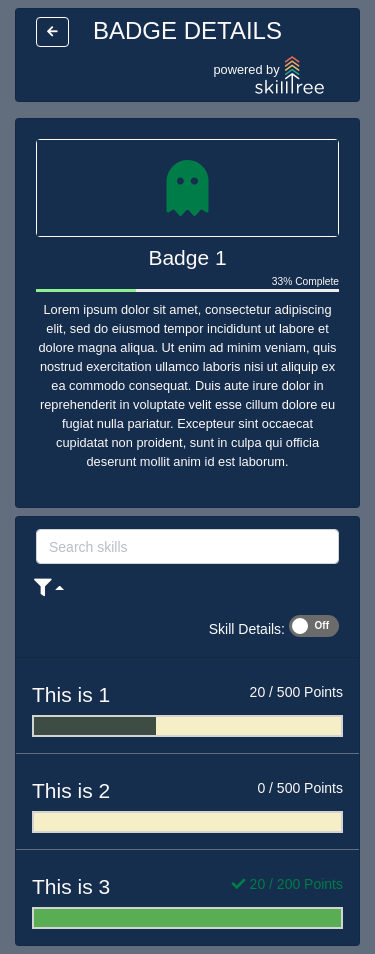 BADGE DETAILS
powered by
skilltree
Badge 1
33% Complete
Lorem ipsum dolor sit amet, consectetur adipiscing
elit, sed do eiusmod tempor incididunt ut labore et
dolore magna aliqua. Ut enim ad minim veniam, quis
nostrud exercitation ullamco laboris nisi ut aliquip ex
ea commodo consequat. Duis aute irure dolor in
reprehenderit in voluptate velit esse cillum dolore eu
fugiat nulla pariatur. Excepteur sint occaecat
cupidatat non proident, sunt in culpa qui officia
deserunt mollit anim id est laborum.
Search skills
Skill Details: Off
This is 1 20 / 500 Points
This is 2 0 / 500 Points
This is 3 20 / 200 Points